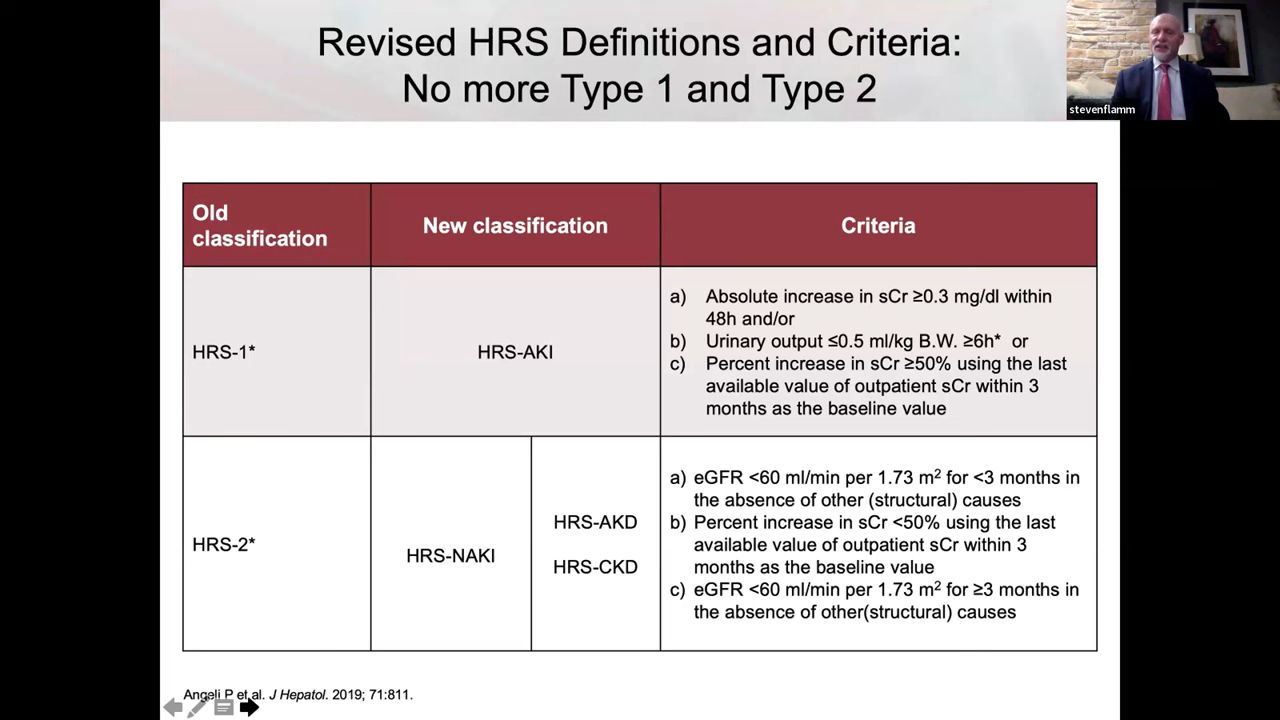 Revised HRS Definitions and Criteria:
No more Type 1 and Type 2
stevenflamm
Old
classification
New classification
Criteria
HRS-1*
HRS-AKI
a) Absolute increase in sCr ≥0.3 mg/dl within
48h and/or
b) Urinary output ≤0.5 ml/kg B.W. ≥6h* or
c) Percent increase in sCr ≥50% using the last
available value of outpatient sCr within 3
months as the baseline value
HRS-2*
HRS-NAKI
HRS-AKD
HRS-CKD
a) eGFR <60 ml/min per 1.73 m² for <3 months in
the absence of other (structural) causes
b) Percent increase in sCr <50% using the last
available value of outpatient sCr within 3
months as the baseline value
c) eGFR <60 ml/min per 1.73 m² for ≥3 months in
the absence of other(structural) causes
Angeli P et al. J Hepatol. 2019; 71:811.